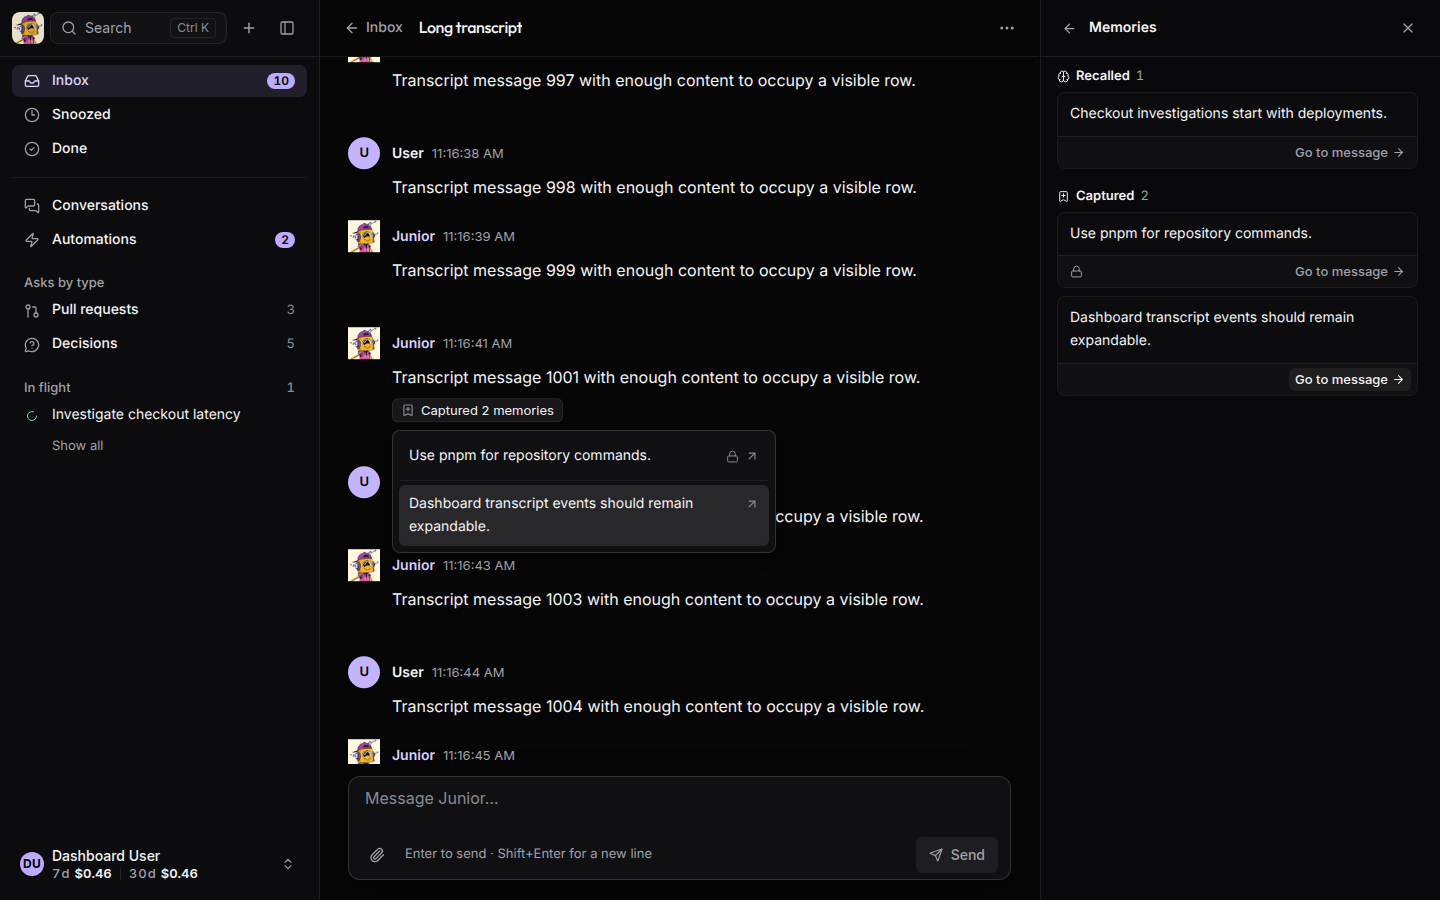 Search
Ctrl K
Inbox
10
Snoozed
Done
Conversations
Automations
2
Asks by type
Pull requests
3
Decisions
5
In flight
1
Investigate checkout latency
Show all
DU
Dashboard User
7d $0.46 30d $0.46
Inbox
Long transcript
Transcript message 997 with enough content to occupy a visible row.
U
User 11:16:38 AM
Transcript message 998 with enough content to occupy a visible row.
Junior 11:16:39 AM
Transcript message 999 with enough content to occupy a visible row.
Junior 11:16:41 AM
Transcript message 1001 with enough content to occupy a visible row.
Captured 2 memories
Use pnpm for repository commands.
U
Dashboard transcript events should remain
expandable.
ccupy a visible row.
Junior 11:16:43 AM
Transcript message 1003 with enough content to occupy a visible row.
U
User 11:16:44 AM
Transcript message 1004 with enough content to occupy a visible row.
Junior 11:16:45 AM
Message Junior...
Enter to send · Shift+Enter for a new line
Send
Memories
Recalled 1
Checkout investigations start with deployments.
Go to message
Captured 2
Use pnpm for repository commands.
Go to message
Dashboard transcript events should remain
expandable.
Go to message